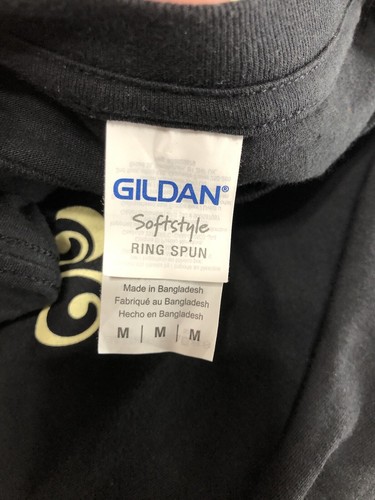 GILDAN®
Softstyle
RING SPUN
Made in Bangladesh
Fabriqué au Bangladesh
Hecho en Bangladesh
M | M | M